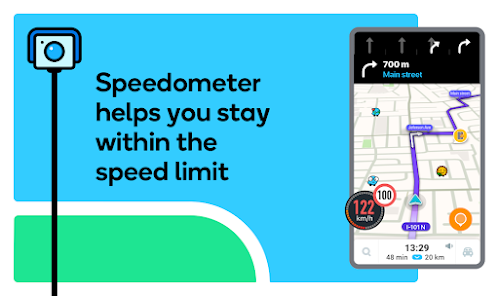 Speedometer
helps you stay
within the
speed limit
700 m
Main street
Main street
Johnson Ave
100
122
km/h
I-101 N
13:29
48 min 20 km